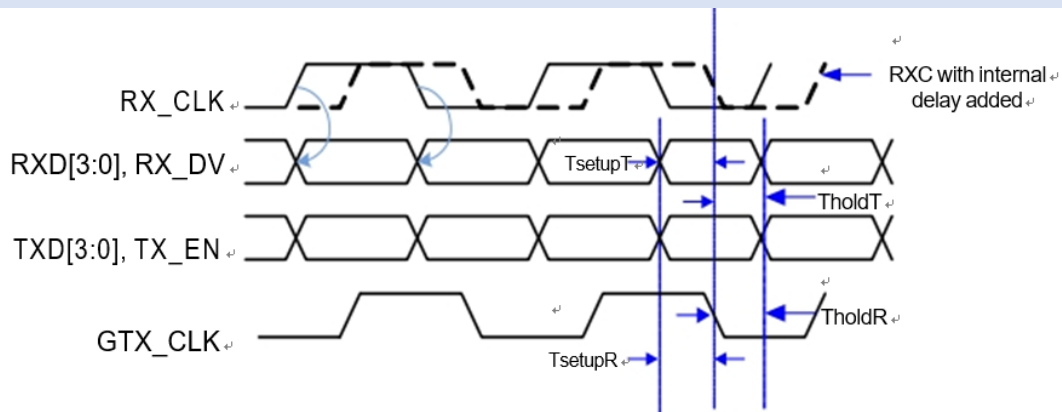 RX_CLK
RXC with internal
delay added
RXD[3:0], RX_DV
TsetupT
TholdT
TXD[3:0], TX_EN
GTX_CLK
TholdR
TsetupR